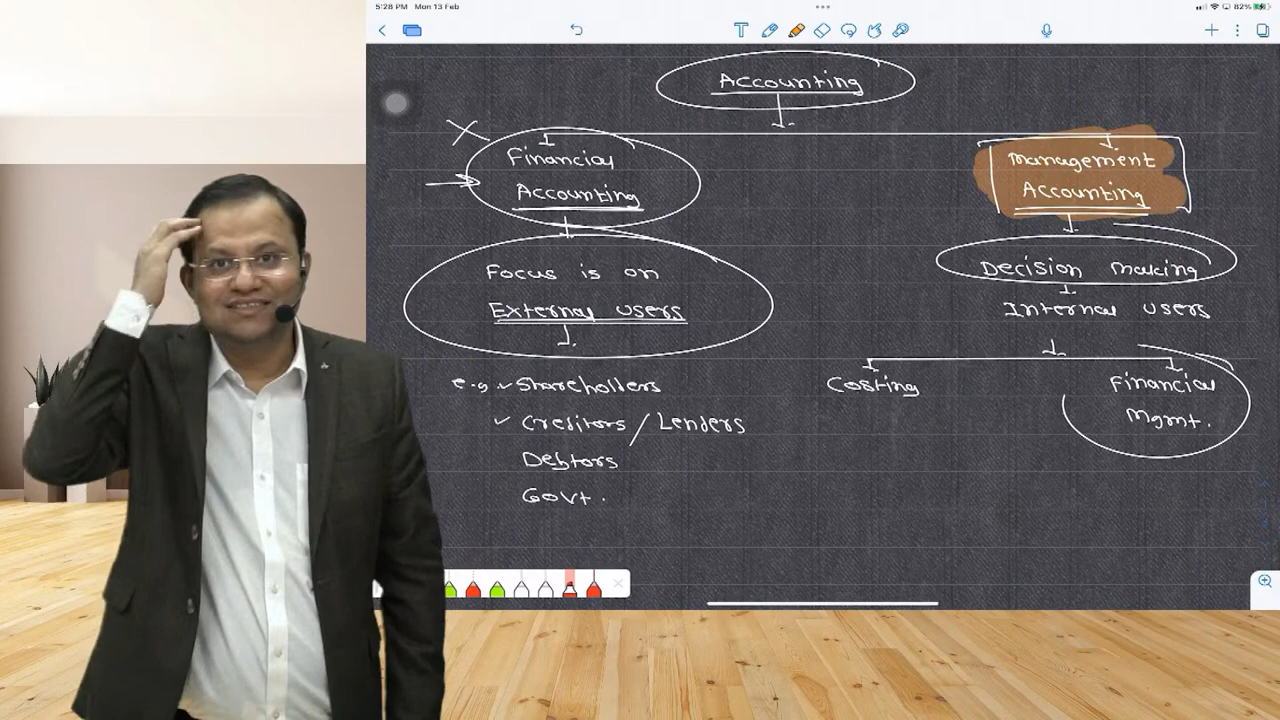 5:28 PM Mon 13 Feb
82%
T
Accounting
Financial
Accounting
Focus is on
External users
e.g. Shareholders
Creditors / Lenders
Debtors
Govt.
Management
Accounting
Decision making
Internal users
Costing
Financial
Mgmt.